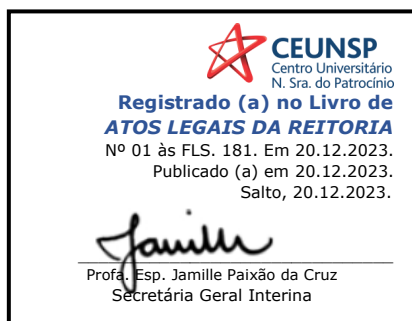 CEUNSP
Centro Universitário
N. Sra. do Patrocínio
Registrado (a) no Livro de
ATOS LEGAIS DA REITORIA
Nº 01 às FLS. 181. Em 20.12.2023.
Publicado (a) em 20.12.2023.
Salto, 20.12.2023.
Jamille
Profa. Esp. Jamille Paixão da Cruz
Secretária Geral Interina